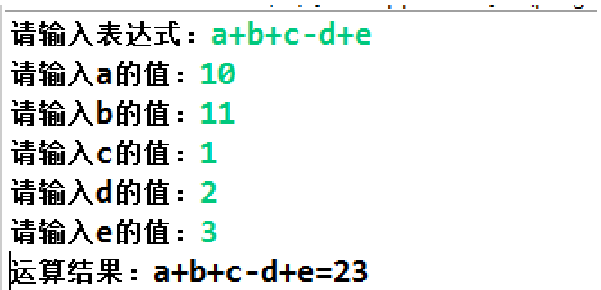 请输入表达式：a+b+c-d+e
请输入a的值：10
请输入b的值：11
请输入c的值：1
请输入d的值：2
请输入e的值：3
运算结果：a+b+c-d+e=23